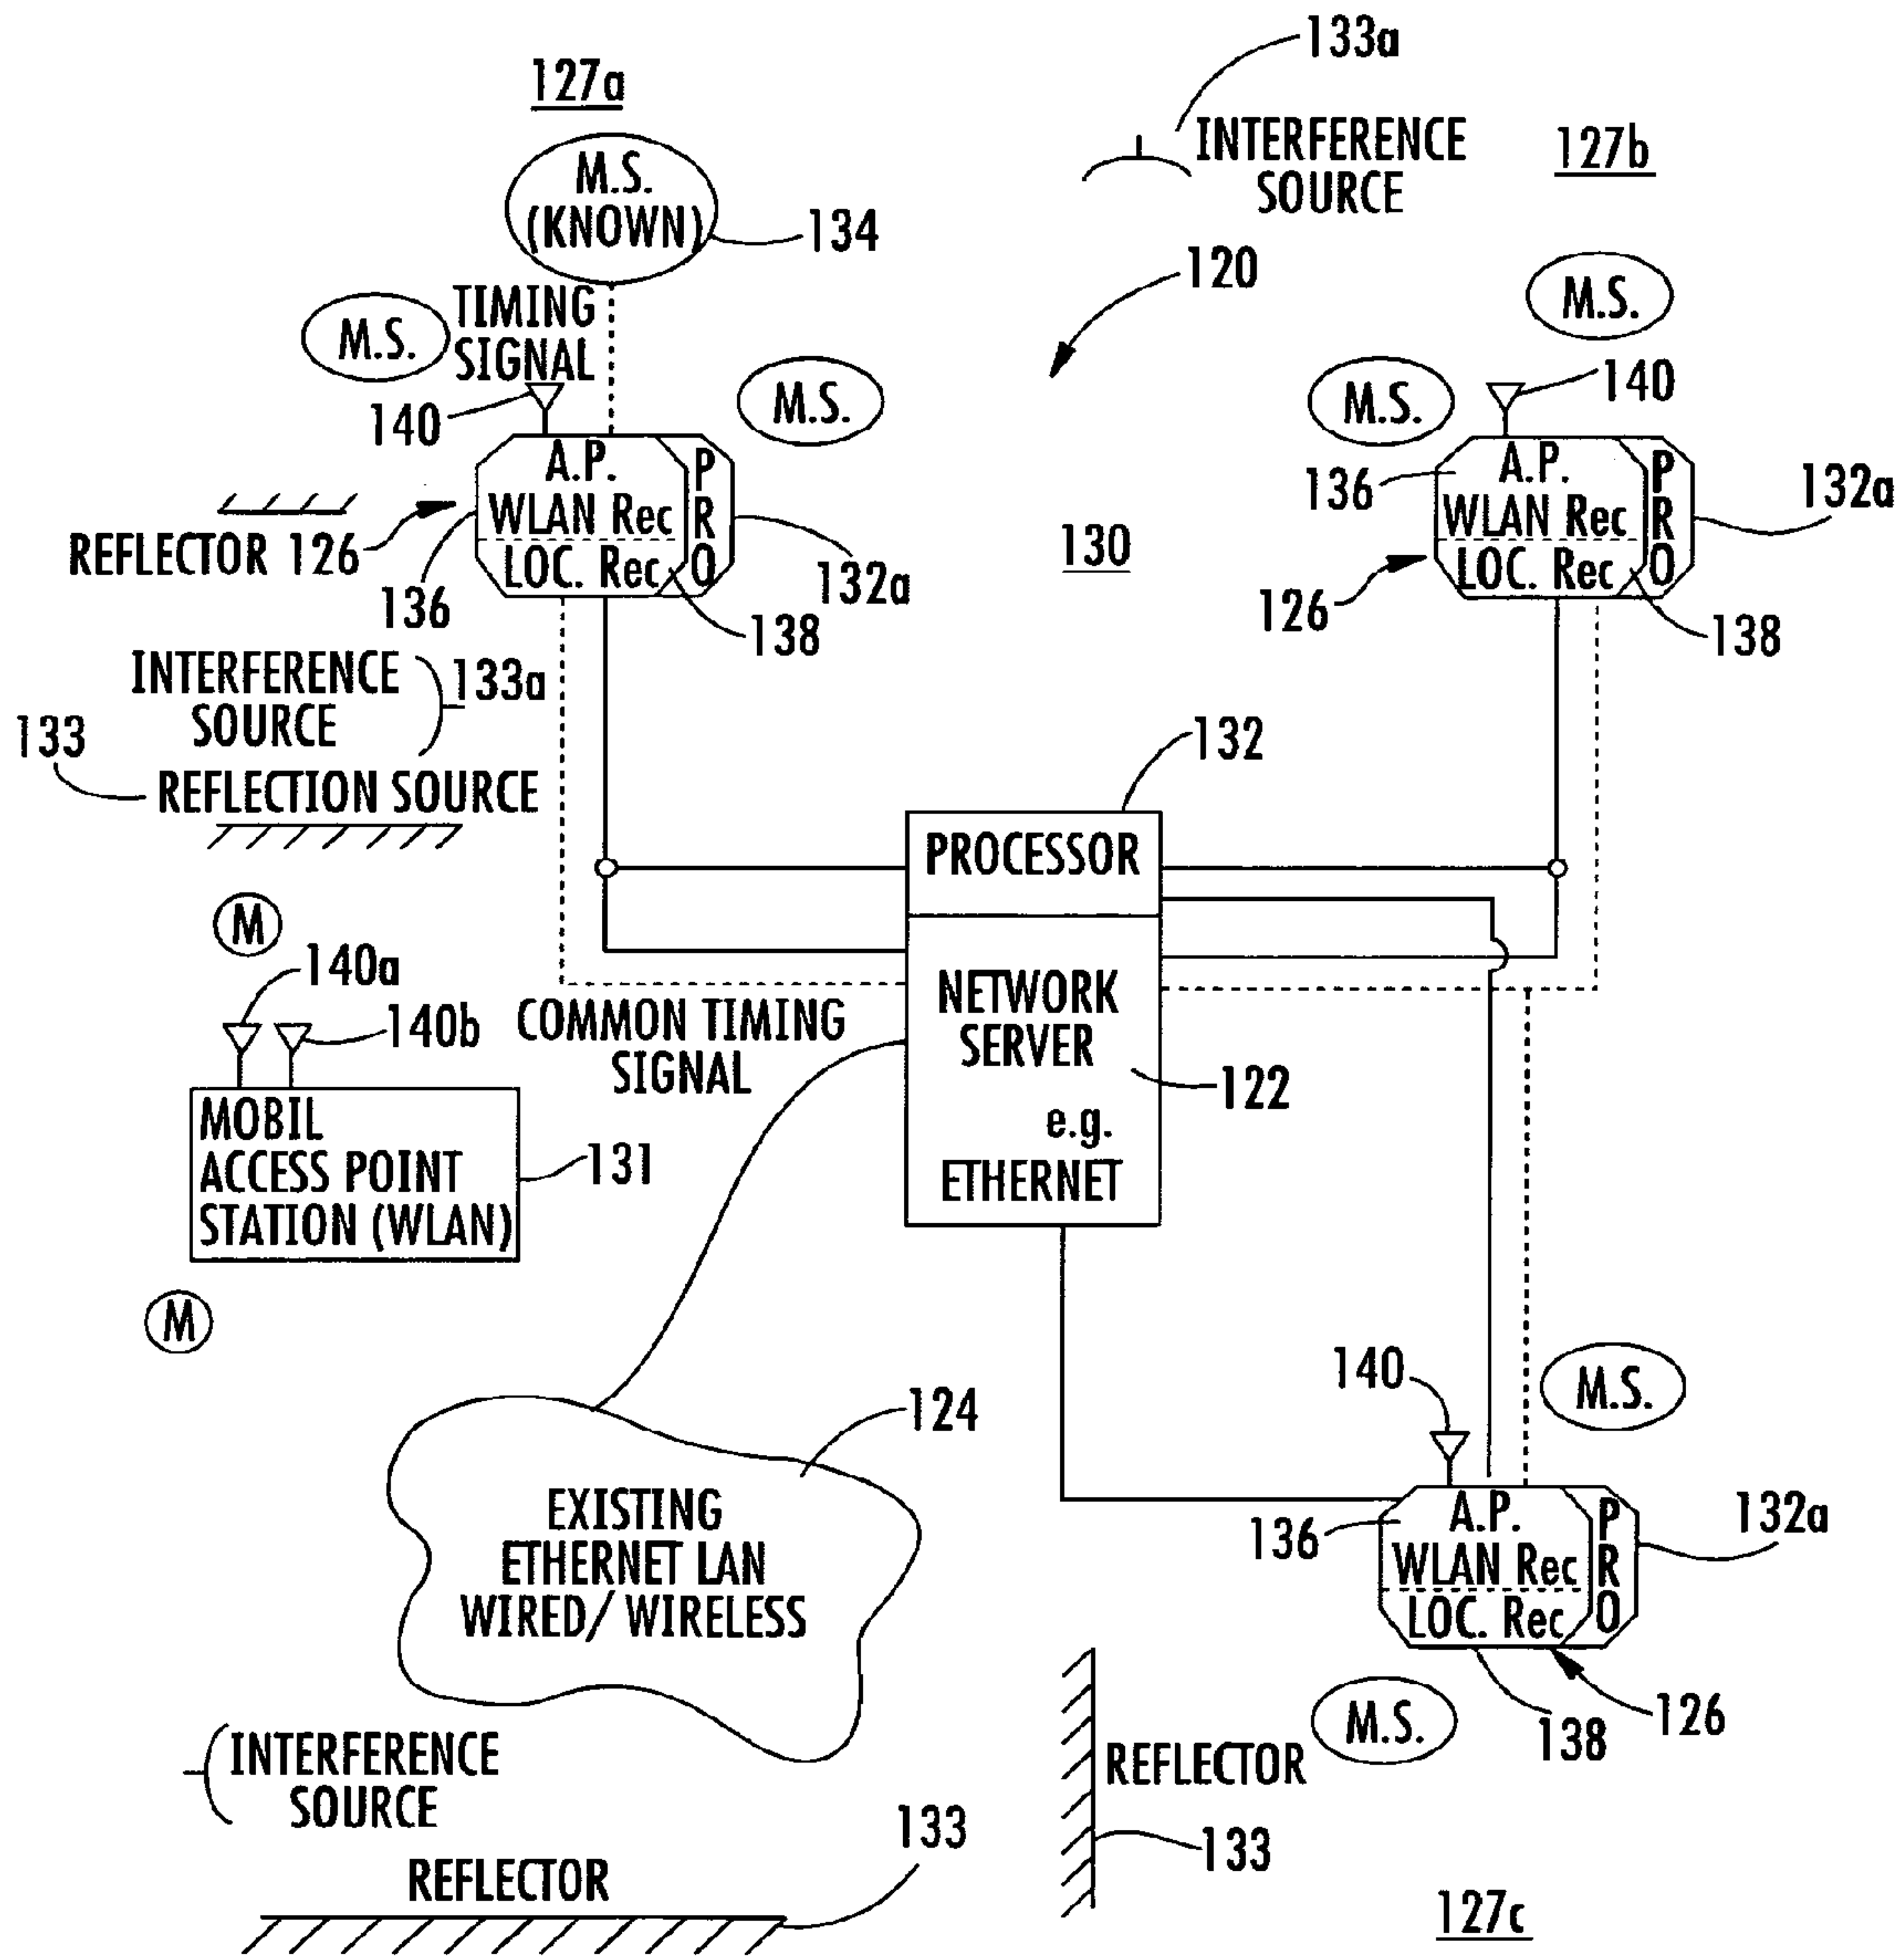 133a
127a
INTERFERENCE
SOURCE
127b
M.S.
(KNOWN)
134
120
M.S.
TIMING
SIGNAL
M.S.
M.S.
M.S.
140
140
A.P.
WLAN Rec
LOC. Rec
PRO
136
A.P.
WLAN Rec
LOC. Rec
PRO
132a
REFLECTOR 126
136
132a
138
130
126
138
INTERFERENCE
SOURCE
133a
133
REFLECTION SOURCE
132
PROCESSOR
M
140a
140b
COMMON TIMING
SIGNAL
NETWORK
SERVER
e.g.
ETHERNET
122
MOBIL
ACCESS POINT
STATION (WLAN)
131
M
140
M.S.
124
EXISTING
ETHERNET LAN
WIRED/WIRELESS
136
A.P.
WLAN Rec
LOC. Rec
PRO
132a
M.S.
138
126
INTERFERENCE
SOURCE
REFLECTOR
133
REFLECTOR
133
127c